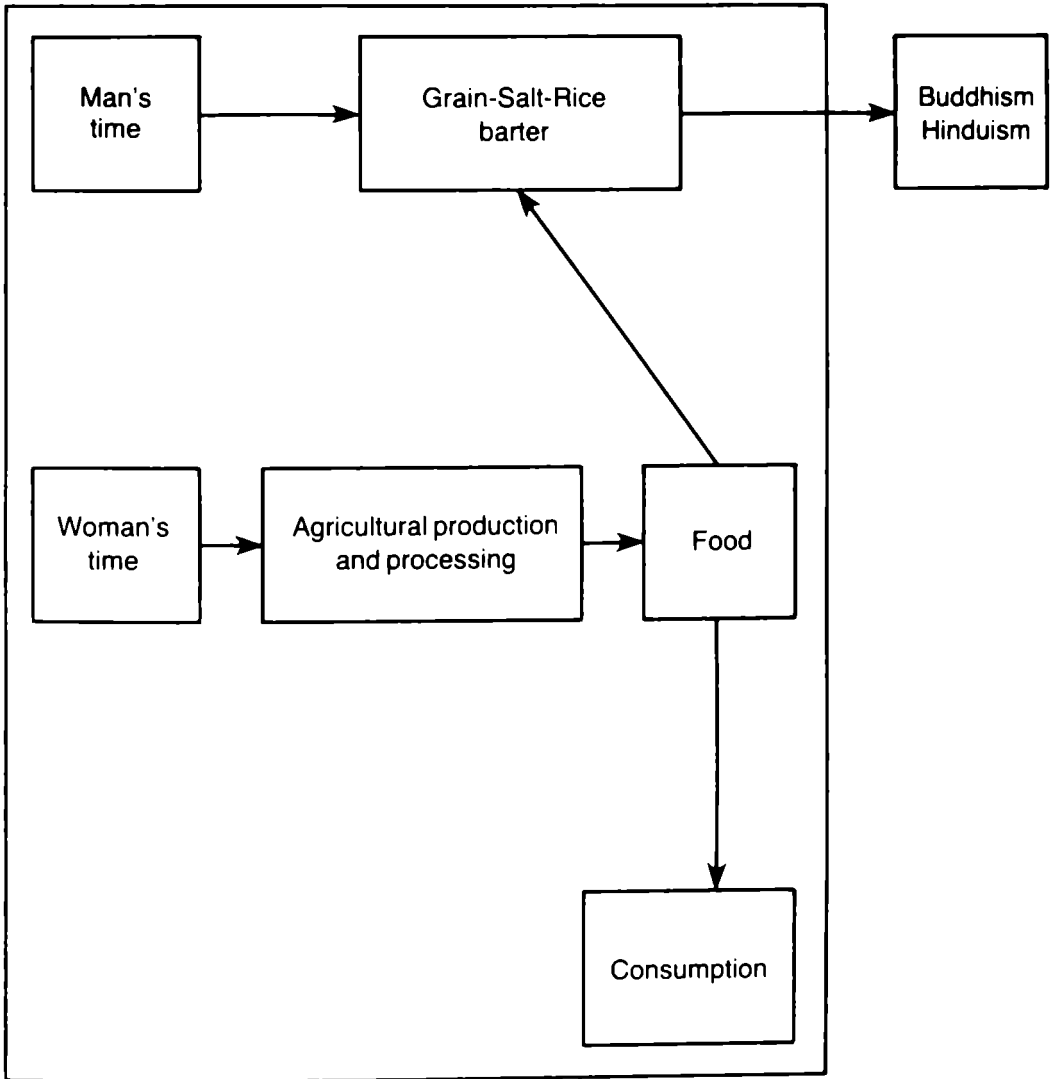 Man's
time
Grain-Salt-Rice
barter
Buddhism
Hinduism
Woman's
time
Agricultural production
and processing
Food
Consumption